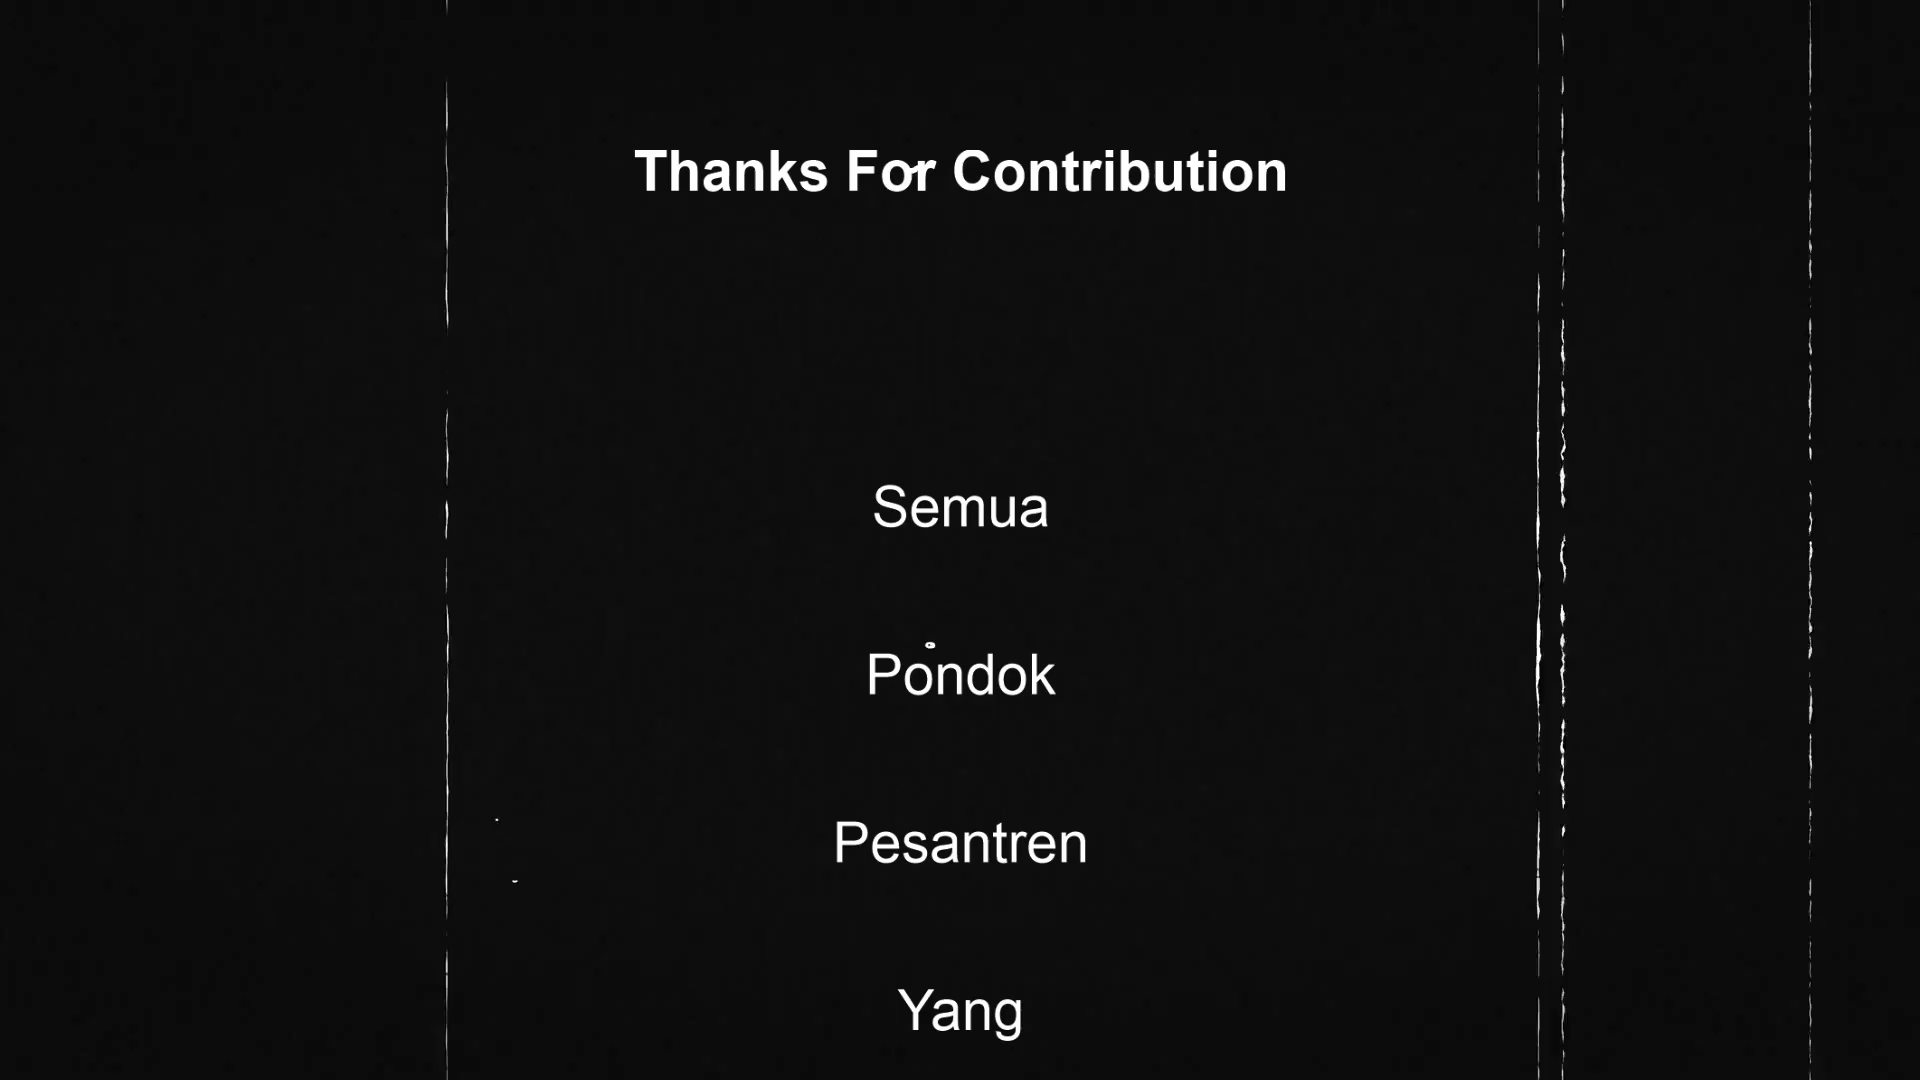 Thanks For Contribution
Semua
Pondok
Pesantren
Yang